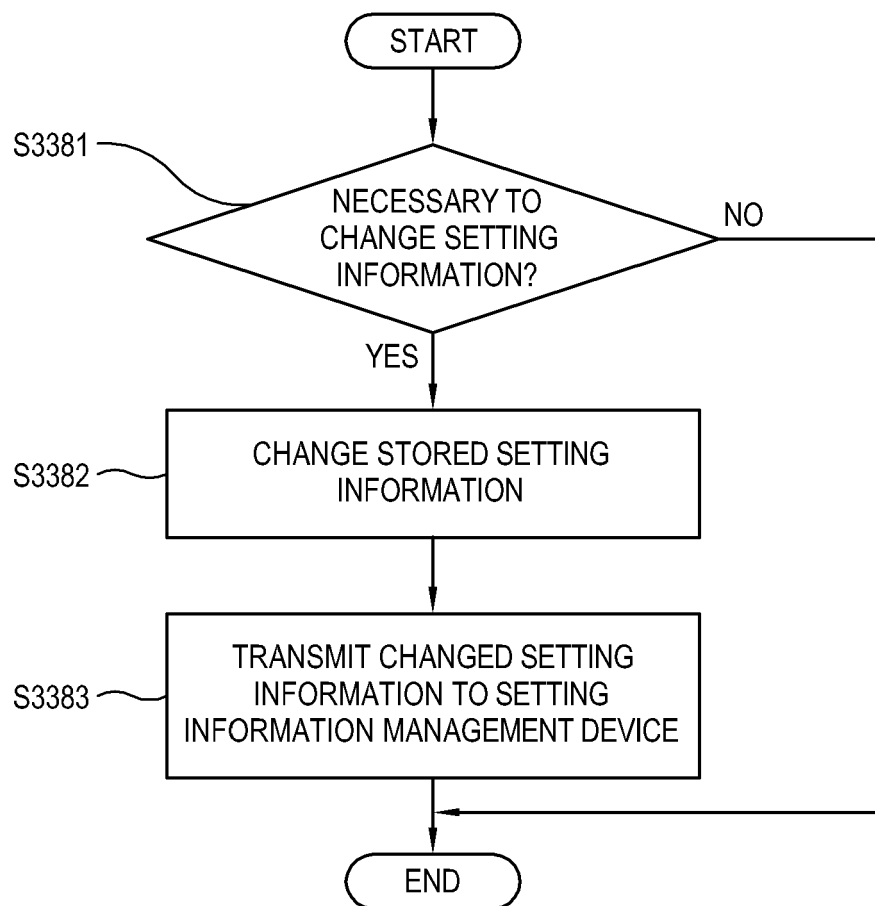 START
S3381
NECESSARY TO
CHANGE SETTING
INFORMATION?
NO
YES
S3382
CHANGE STORED SETTING
INFORMATION
S3383
TRANSMIT CHANGED SETTING
INFORMATION TO SETTING
INFORMATION MANAGEMENT DEVICE
END